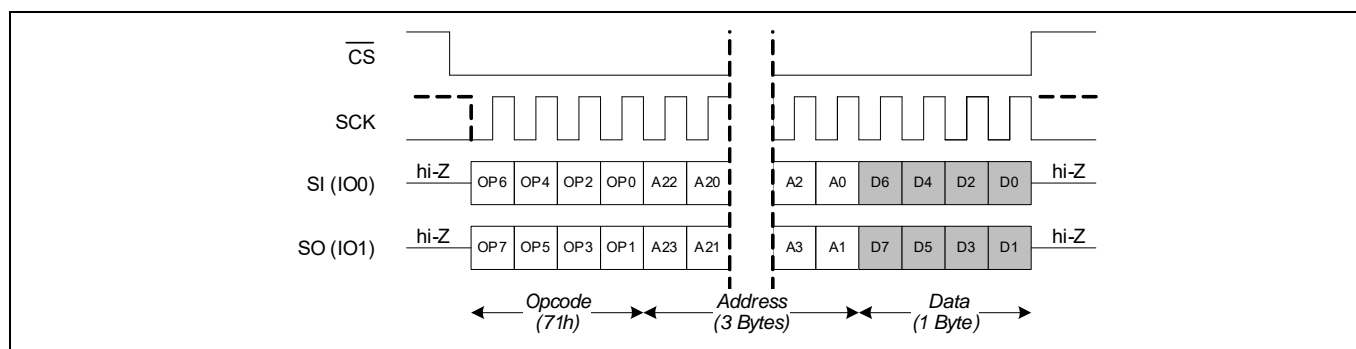 CS
SCK
hi-Z
SI (IO0)
OP6 OP4 OP2 OP0 A22 A20 A2 A0 D6 D4 D2 D0
hi-Z
hi-Z
SO (IO1)
OP7 OP5 OP3 OP1 A23 A21 A3 A1 D7 D5 D3 D1
hi-Z
Opcode Address Data
(71h) (3 Bytes) (1 Byte)